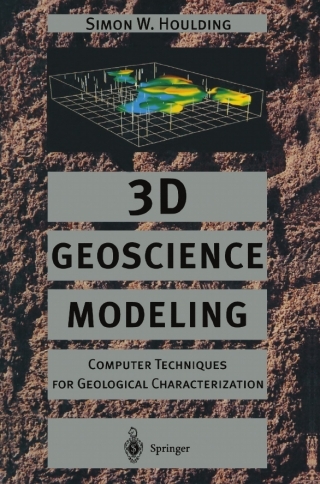 SIMON W. HOULDING
3D
GEOSCIENCE
MODELING
COMPUTER TECHNIQUES
FOR GEOLOGICAL CHARACTERIZATION
Springer